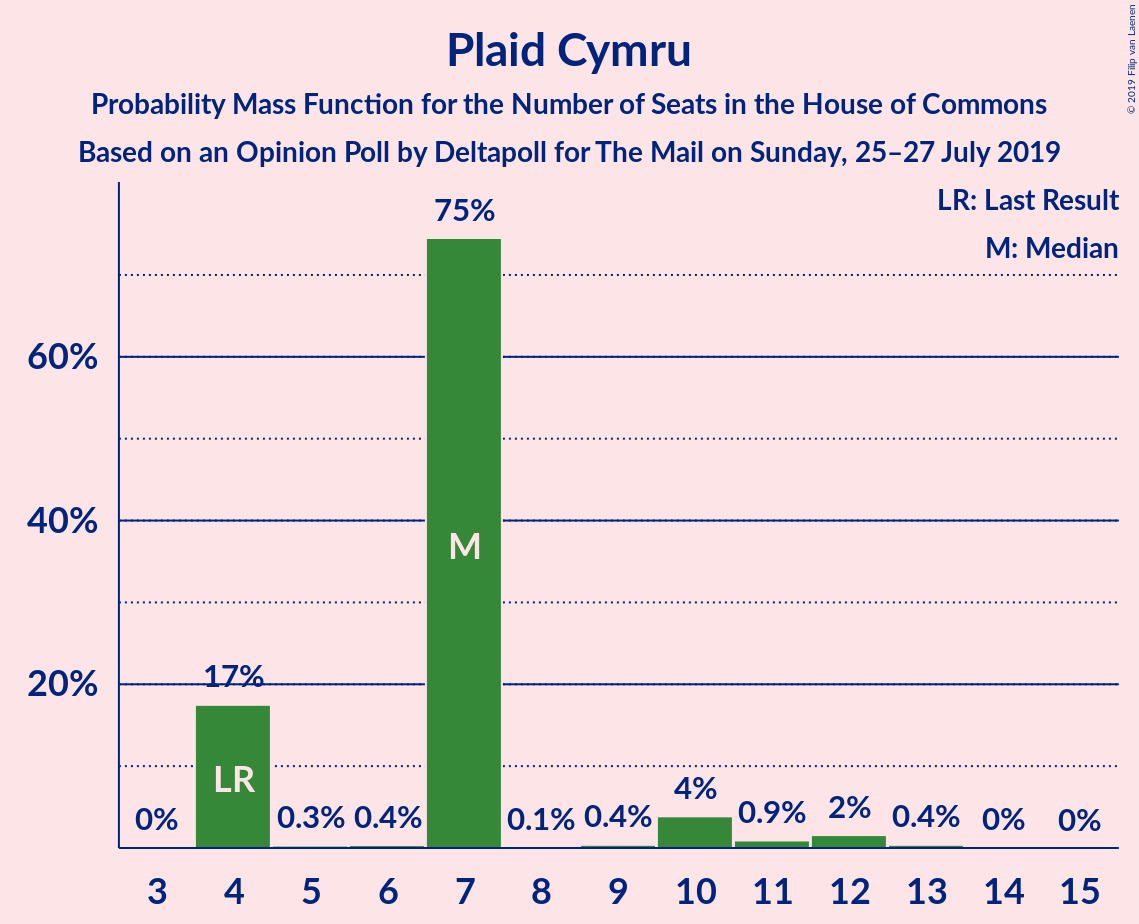 Plaid Cymru
Probability Mass Function for the Number of Seats in the House of Commons
Based on an Opinion Poll by Deltapoll for The Mail on Sunday, 25–27 July 2019
© 2019 Filip van Laenen
LR: Last Result
M: Median
60%
40%
20%
0%
17%
0.3%
0.4%
75%
0.1%
0.4%
4%
0.9%
2%
0.4%
0%
0%
LR
M
3 4 5 6 7 8 9 10 11 12 13 14 15